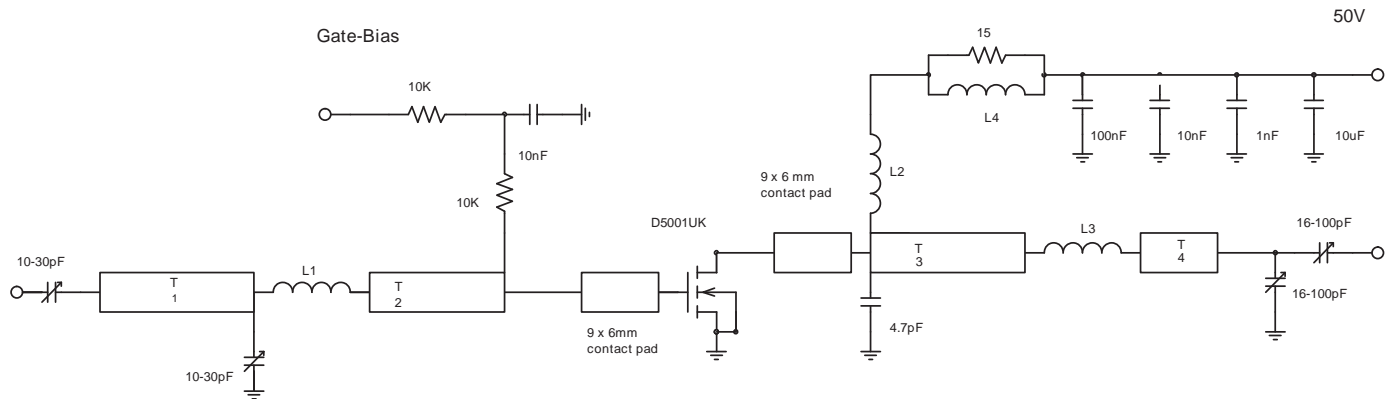 50V
Gate-Bias
15
10K
L4
10nF
100nF
10nF
1nF
10uF
10K
L2
9 x 6 mm
contact pad
D5001UK
L3
16-100pF
T
3
T
4
10-30pF
L1
T
1
T
2
16-100pF
4.7pF
9 x 6mm
contact pad
10-30pF